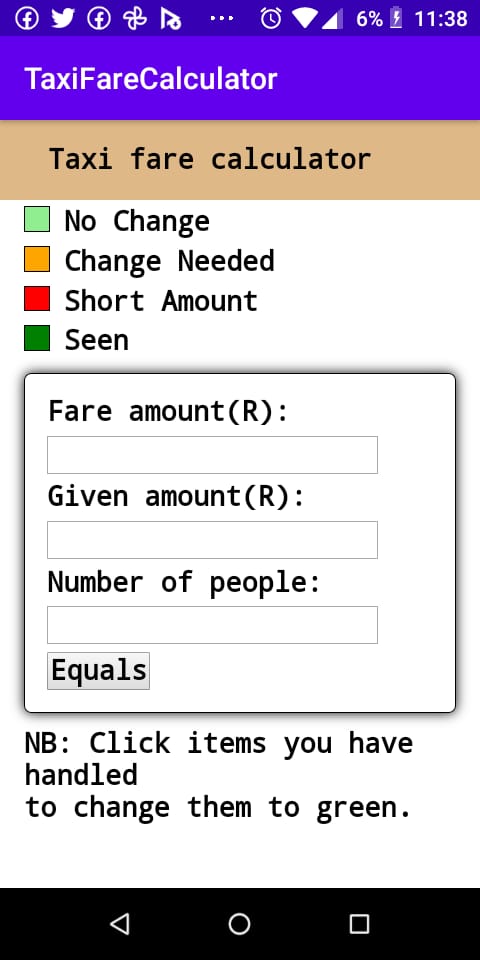 6% 11:38
TaxiFareCalculator
Taxi fare calculator
No Change
Change Needed
Short Amount
Seen
Fare amount(R):
Given amount(R):
Number of people:
Equals
NB: Click items you have
handled
to change them to green.